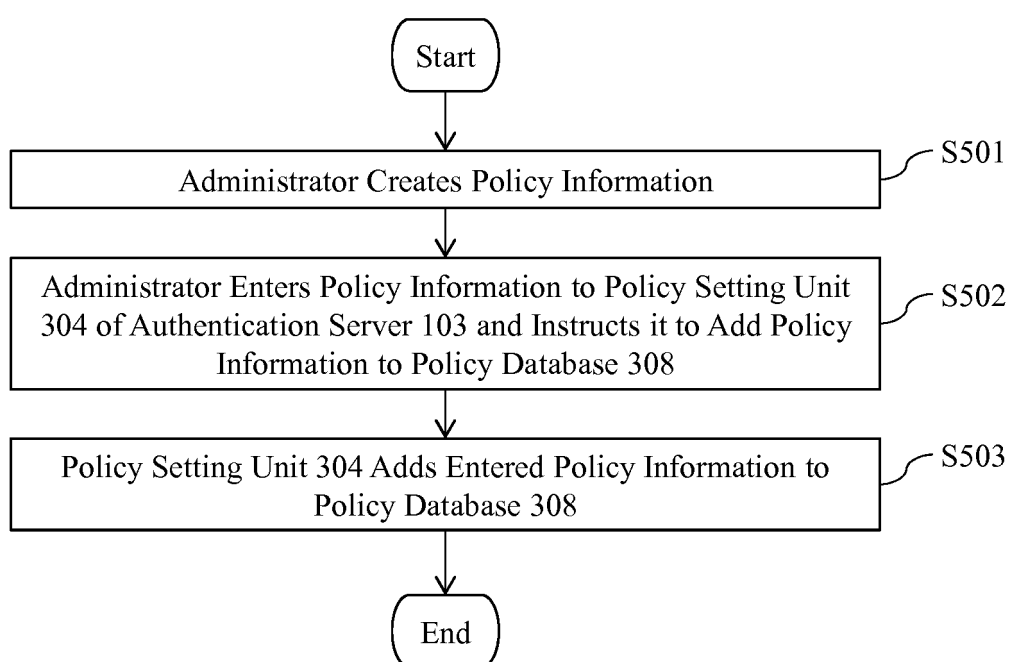 Start
Administrator Creates Policy Information
S501
Administrator Enters Policy Information to Policy Setting Unit
304 of Authentication Server 103 and Instructs it to Add Policy
Information to Policy Database 308
S502
Policy Setting Unit 304 Adds Entered Policy Information to
Policy Database 308
S503
End